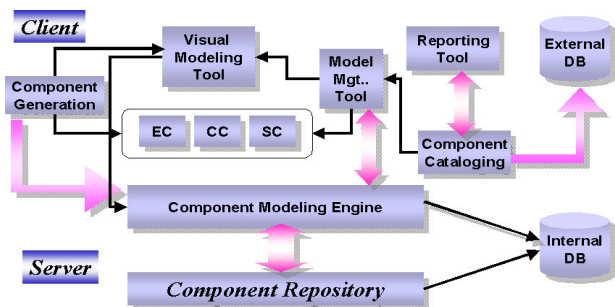 Client
Visual
Modeling
Tool
Reporting
Tool
External
DB
Model
Mgt..
Tool
Component
Generation
EC
CC
SC
Component
Cataloging
Component Modeling Engine
Internal
DB
Server
Component Repository